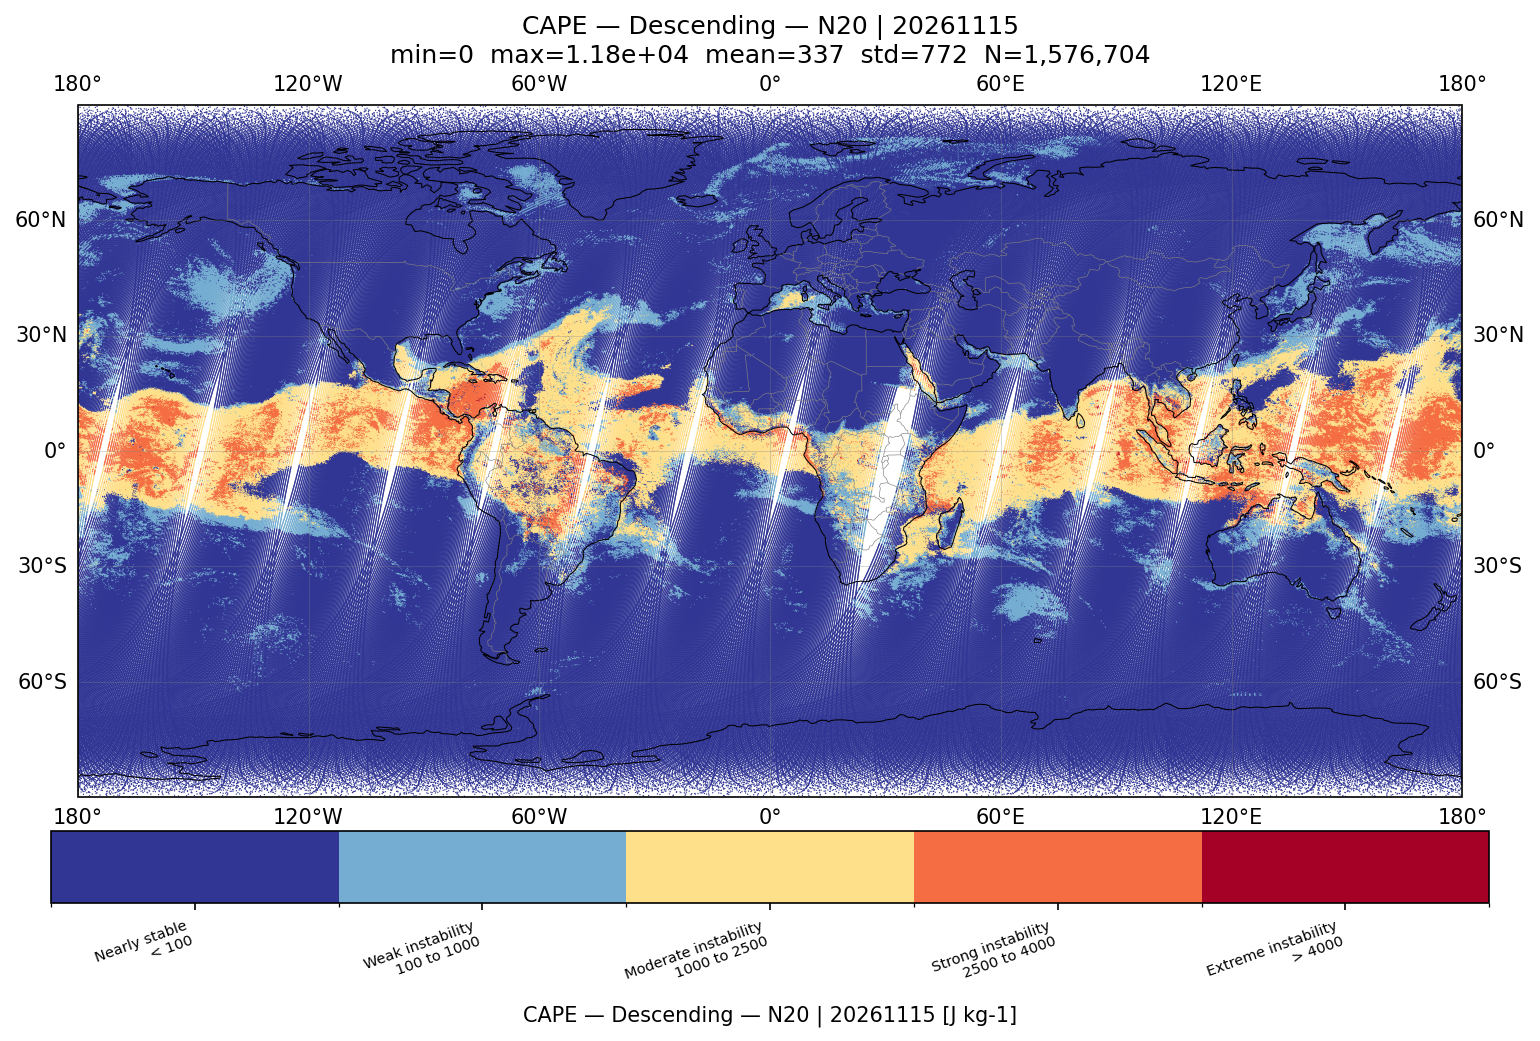 CAPE — Descending — N20 | 20261115
min=0 max=1.18e+04 mean=337 std=772 N=1,576,704
180° 120°W 60°W 0° 60°E 120°E 180°
60°N 60°N
30°N 30°N
0° 0°
30°S 30°S
60°S 60°S
180° 120°W 60°W 0° 60°E 120°E 180°
Nearly stable
< 100
Weak instability
100 to 1000
Moderate instability
1000 to 2500
Strong instability
2500 to 4000
Extreme instability
> 4000
CAPE — Descending — N20 | 20261115 [J kg-1]